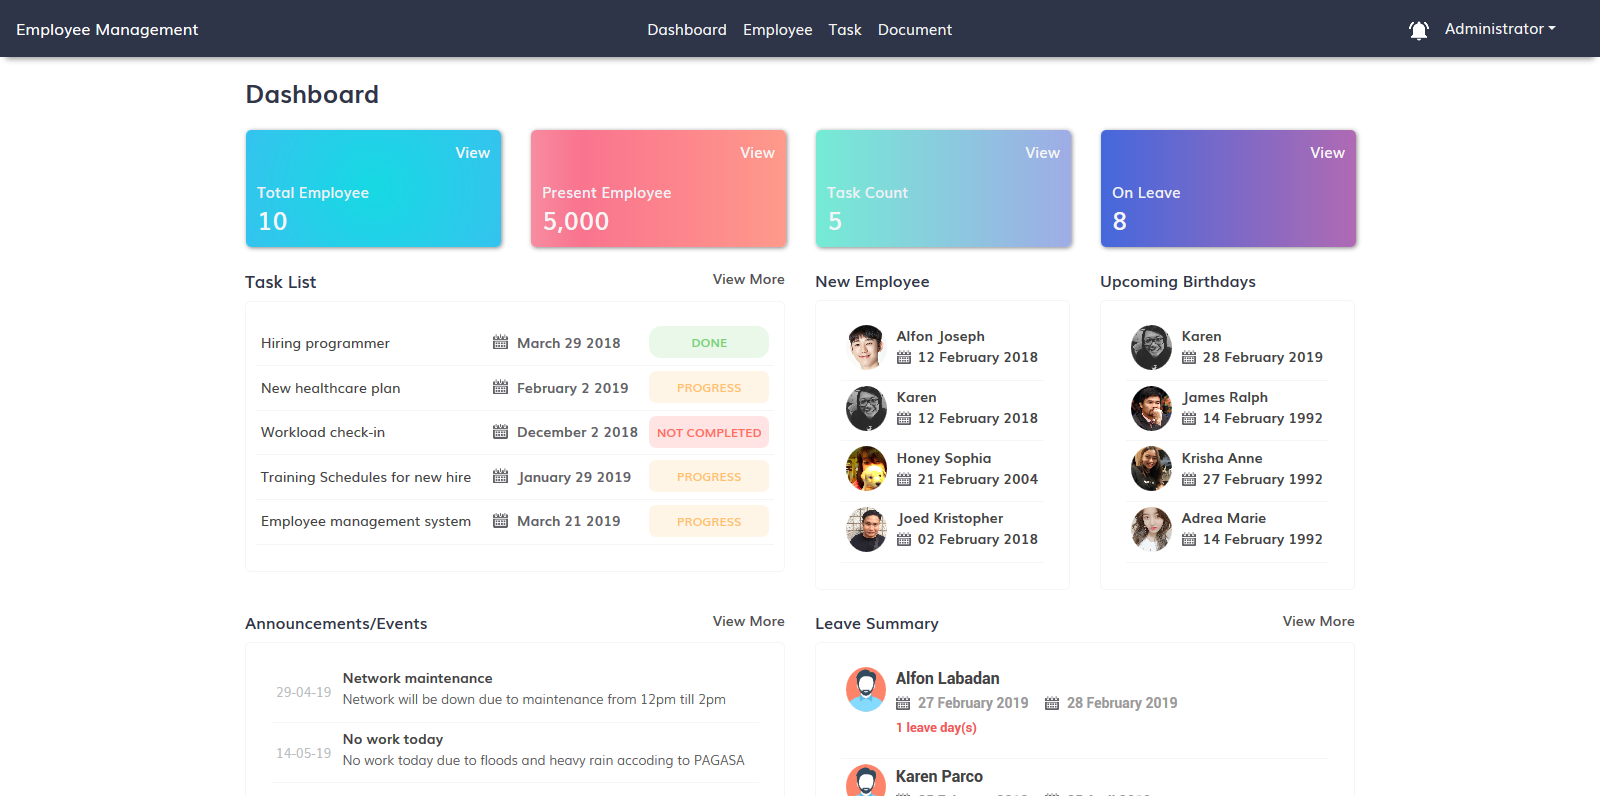 Employee Management
Dashboard Employee Task Document
Administrator
Dashboard
View
Total Employee
10
View
Present Employee
5,000
View
Task Count
5
View
On Leave
8
Task List
View More
Hiring programmer March 29 2018 DONE
New healthcare plan February 2 2019 PROGRESS
Workload check-in December 2 2018 NOT COMPLETED
Training Schedules for new hire January 29 2019 PROGRESS
Employee management system March 21 2019 PROGRESS
New Employee
Alfon Joseph
12 February 2018
Karen
12 February 2018
Honey Sophia
21 February 2004
Joed Kristopher
02 February 2018
Upcoming Birthdays
Karen
28 February 2019
James Ralph
14 February 1992
Krisha Anne
27 February 1992
Adrea Marie
14 February 1992
Announcements/Events
View More
29-04-19
Network maintenance
Network will be down due to maintenance from 12pm till 2pm
14-05-19
No work today
No work today due to floods and heavy rain accoding to PAGASA
Leave Summary
View More
Alfon Labadan
27 February 2019 28 February 2019
1 leave day(s)
Karen Parco